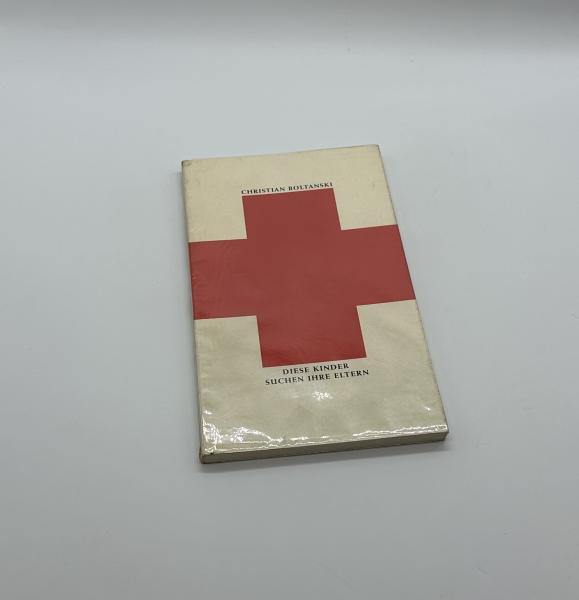 CHRISTIAN BOLTANSKI
DIESE KINDER
SUCHEN IHRE ELTERN